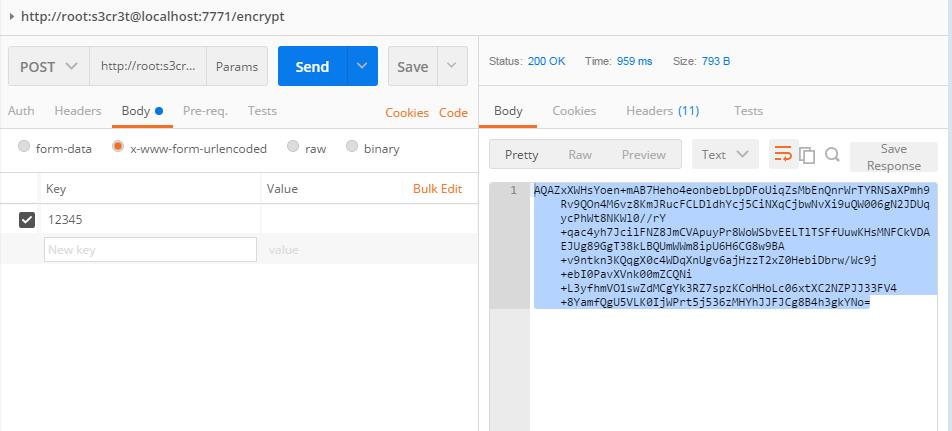 http://root:s3cr3t@localhost:7771/encrypt
POST http://root:s3cr... Params Send Save
Auth Headers Body Pre-req. Tests Cookies Code
form-data x-www-form-urlencoded raw binary
Key Value Bulk Edit
12345
New key value
Status: 200 OK Time: 959 ms Size: 793 B
Body Cookies Headers (11) Tests
Pretty Raw Preview Text Save Response
1 AQAZxXWHsYoen+mAB7Heho4eonbebLbpDFoUiqZsMbEnQnrWrTYRNSaXPmh9
Rv9QOn4M6vz8KmJRucFCLDldhYcj5CiNXqCjbwNvXi9uQW006gN2JDUq
ycPhWt8NKWl0//rY
+qac4yh7JcilFNZ8JmCVApuyPr8WoWSbvEELTlTSFfUuwKHsMNFCkVDA
EJUg89GgT38kLBQUmWWm8ipU6H6CG8w9BA
+v9ntkn3KQqgX0c4WDqXnUgv6ajHzzT2xZ0HebiDbrw/Wc9j
+ebI0PavXVnk00mZCQNi
+L3yfhmVO1swZdMCgYk3RZ7spzKCoHHoLc06xtXC2NZPJJ33FV4
+8YamfQgU5VLK0IjWPrt5j536zMHYhJJFJCg8B4h3gkYNo=